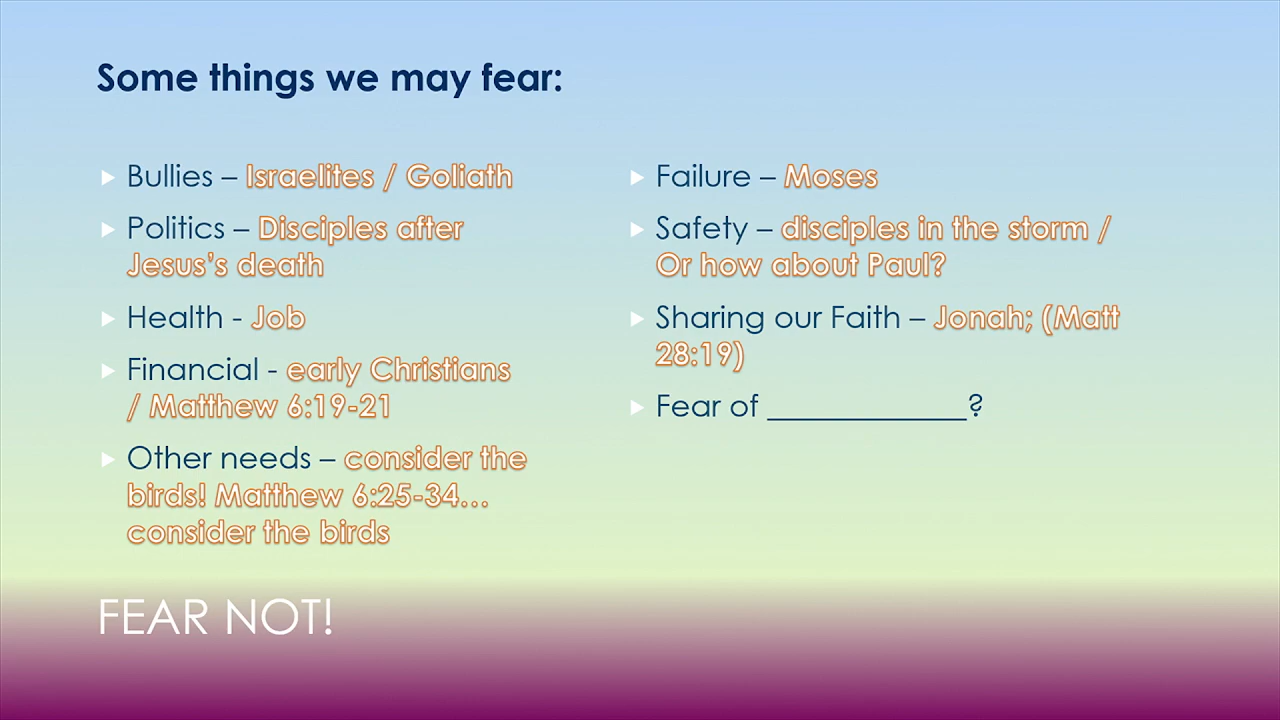 Some things we may fear:
Bullies – Israelites / Goliath
Politics – Disciples after
Jesus's death
Health - Job
Financial - early Christians
/ Matthew 6:19-21
Other needs – consider the
birds! Matthew 6:25-34...
consider the birds
Failure – Moses
Safety – disciples in the storm /
Or how about Paul?
Sharing our Faith – Jonah; (Matt
28:19)
Fear of _____________?
FEAR NOT!